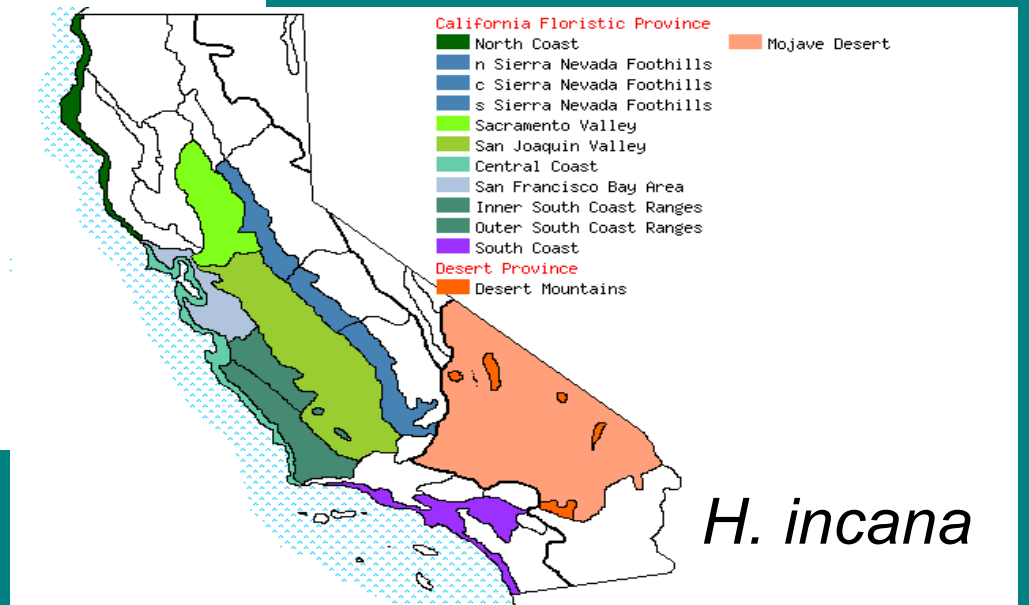 California Floristic Province
North Coast
n Sierra Nevada Foothills
c Sierra Nevada Foothills
s Sierra Nevada Foothills
Sacramento Valley
San Joaquin Valley
Central Coast
San Francisco Bay Area
Inner South Coast Ranges
Outer South Coast Ranges
South Coast
Desert Province
Desert Mountains
Mojave Desert
H. incana